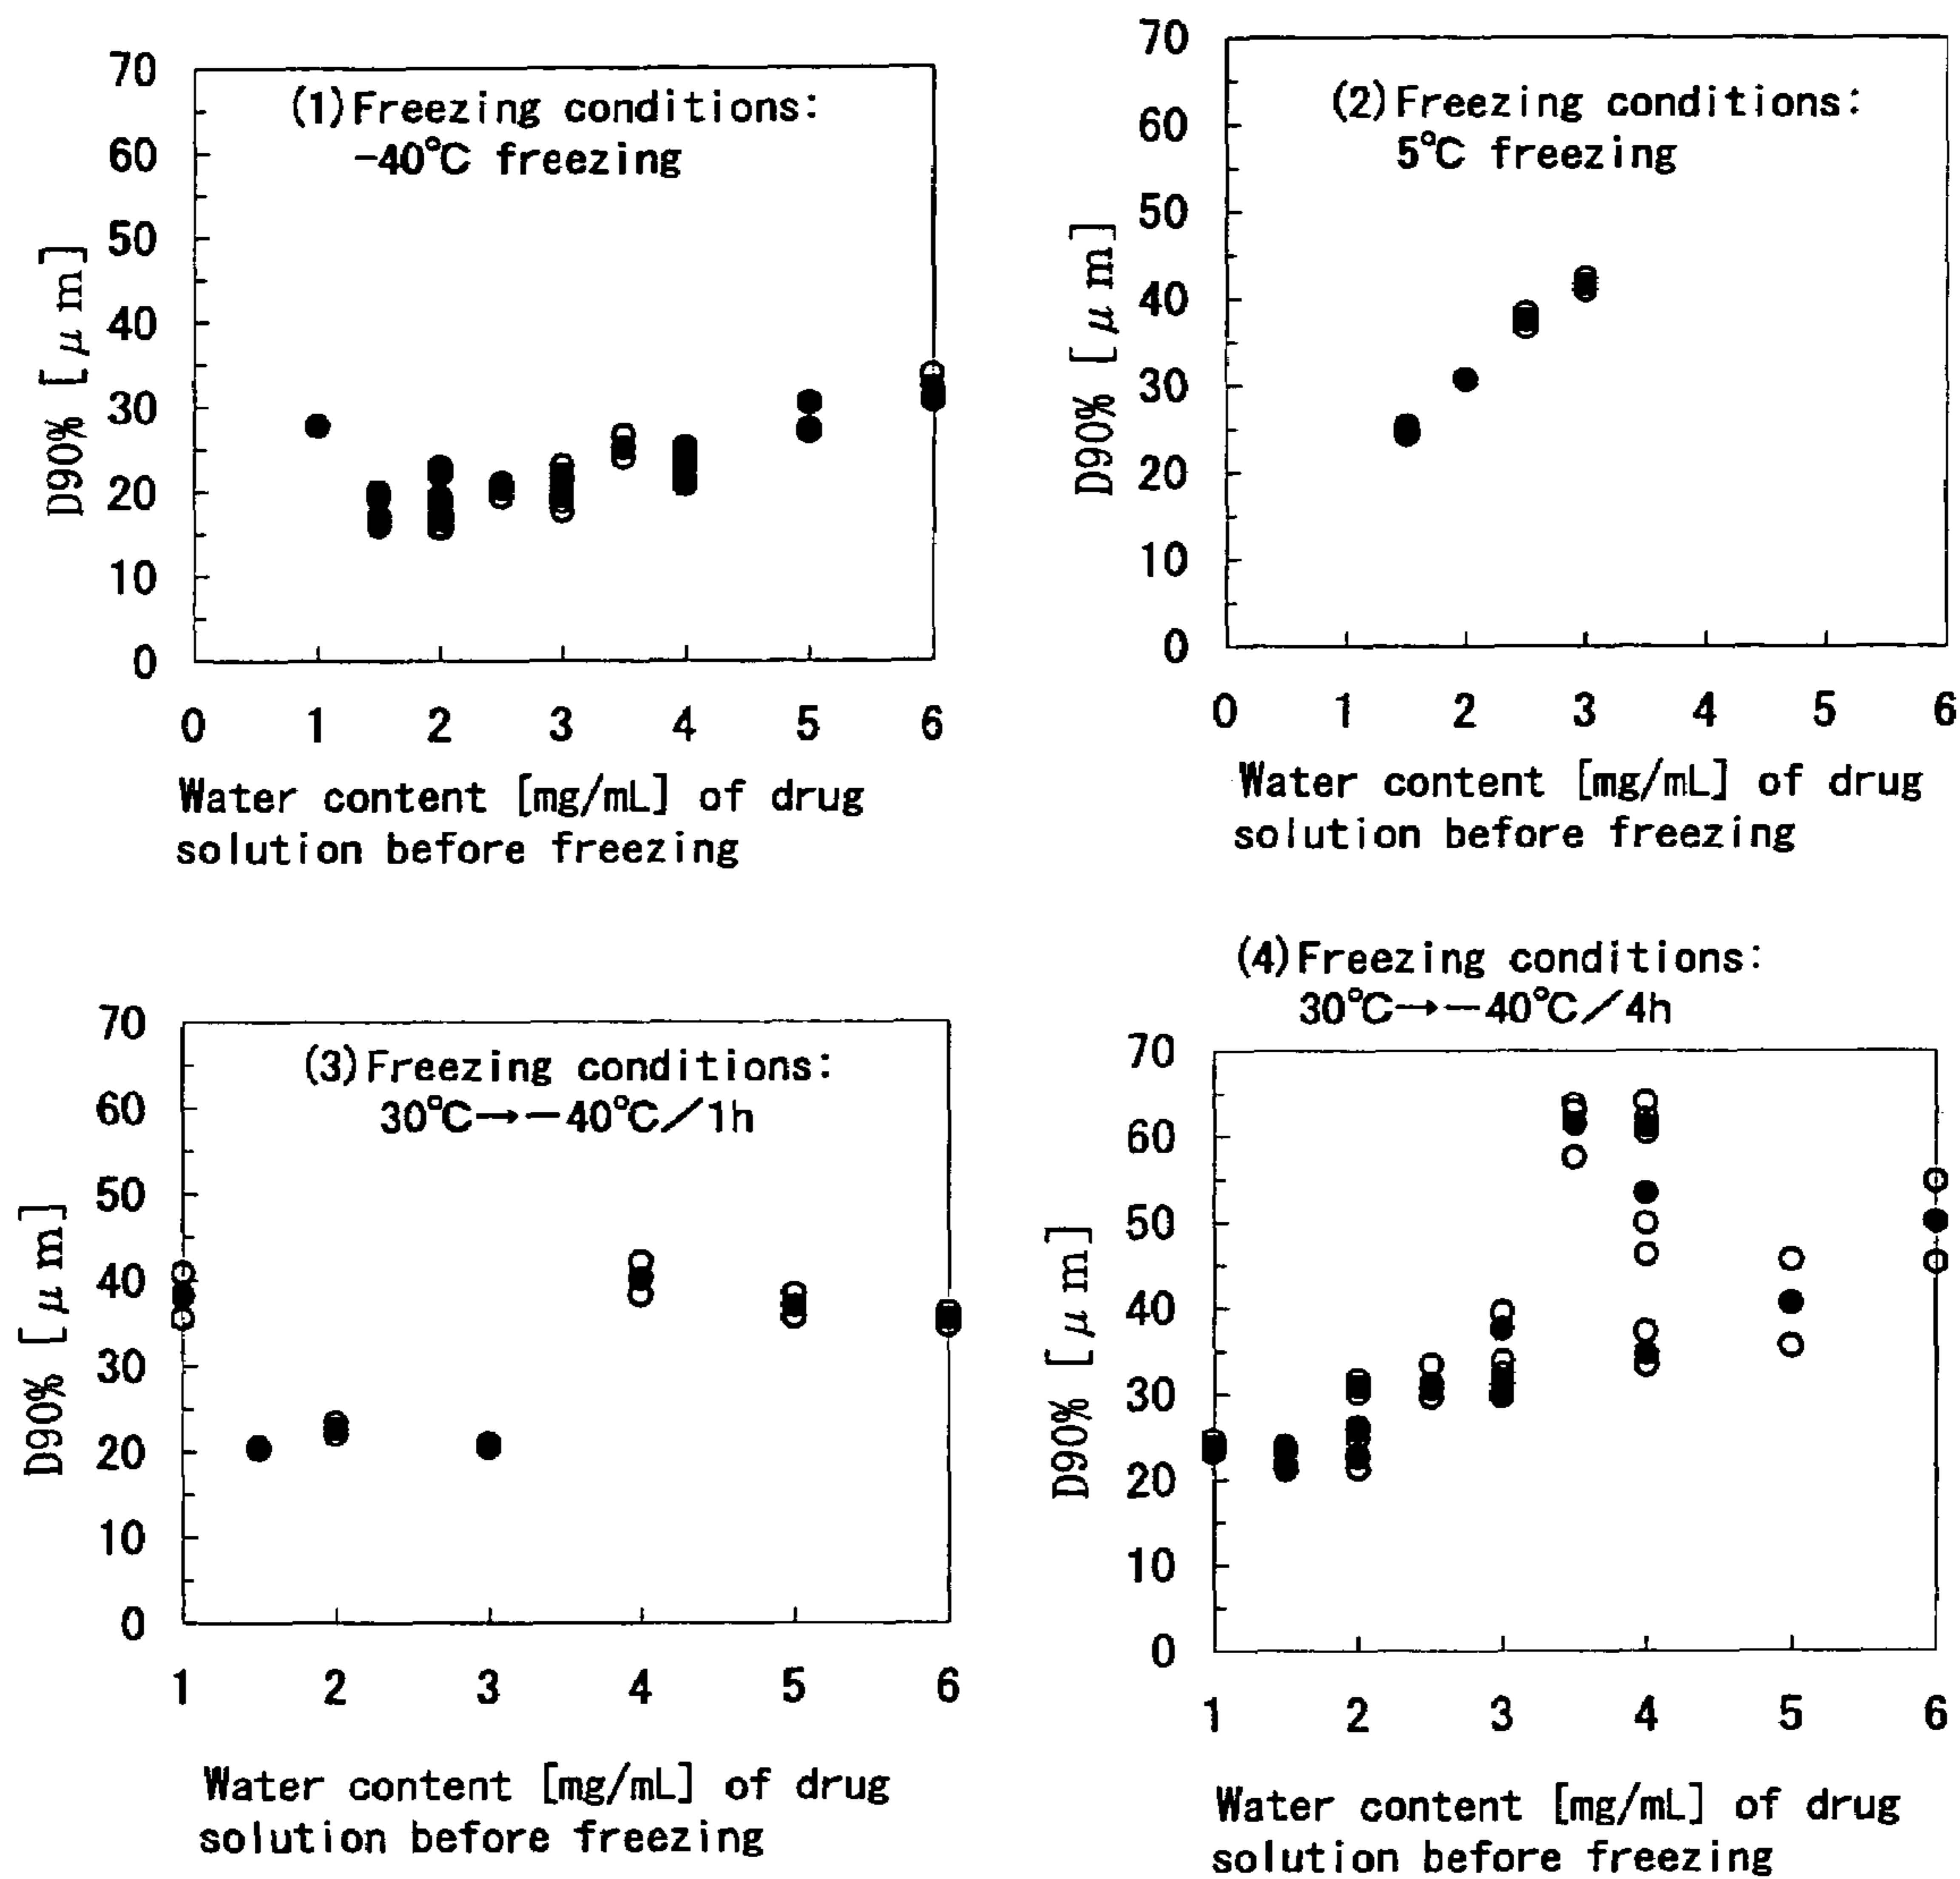 70
(1)Freezing conditions:
-40℃ freezing
60
50
40
30
20
10
0
D90% [μm]
0 1 2 3 4 5 6
Water content [mg/mL] of drug
solution before freezing
70
(2)Freezing conditions:
5℃ freezing
60
50
40
30
20
10
0
D90% [μm]
0 1 2 3 4 5 6
Water content [mg/mL] of drug
solution before freezing
70
(3)Freezing conditions:
30℃→−40℃/1h
60
50
40
30
20
10
0
D90% [μm]
1 2 3 4 5 6
Water content [mg/mL] of drug
solution before freezing
(4)Freezing conditions:
30℃→−40℃/4h
70
60
50
40
30
20
10
0
D90% [μm]
1 2 3 4 5 6
Water content [mg/mL] of drug
solution before freezing